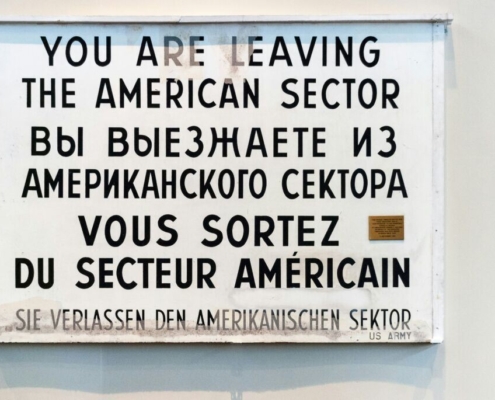 YOU ARE LEAVING
THE AMERICAN SECTOR
ВЫ ВЫЕЗЖАЕТЕ ИЗ
АМЕРИКАНСКОГО СЕКТОРА
VOUS SORTEZ
DU SECTEUR AMÉRICAIN
SIE VERLASSEN DEN AMERIKANISCHEN SEKTOR
US ARMY